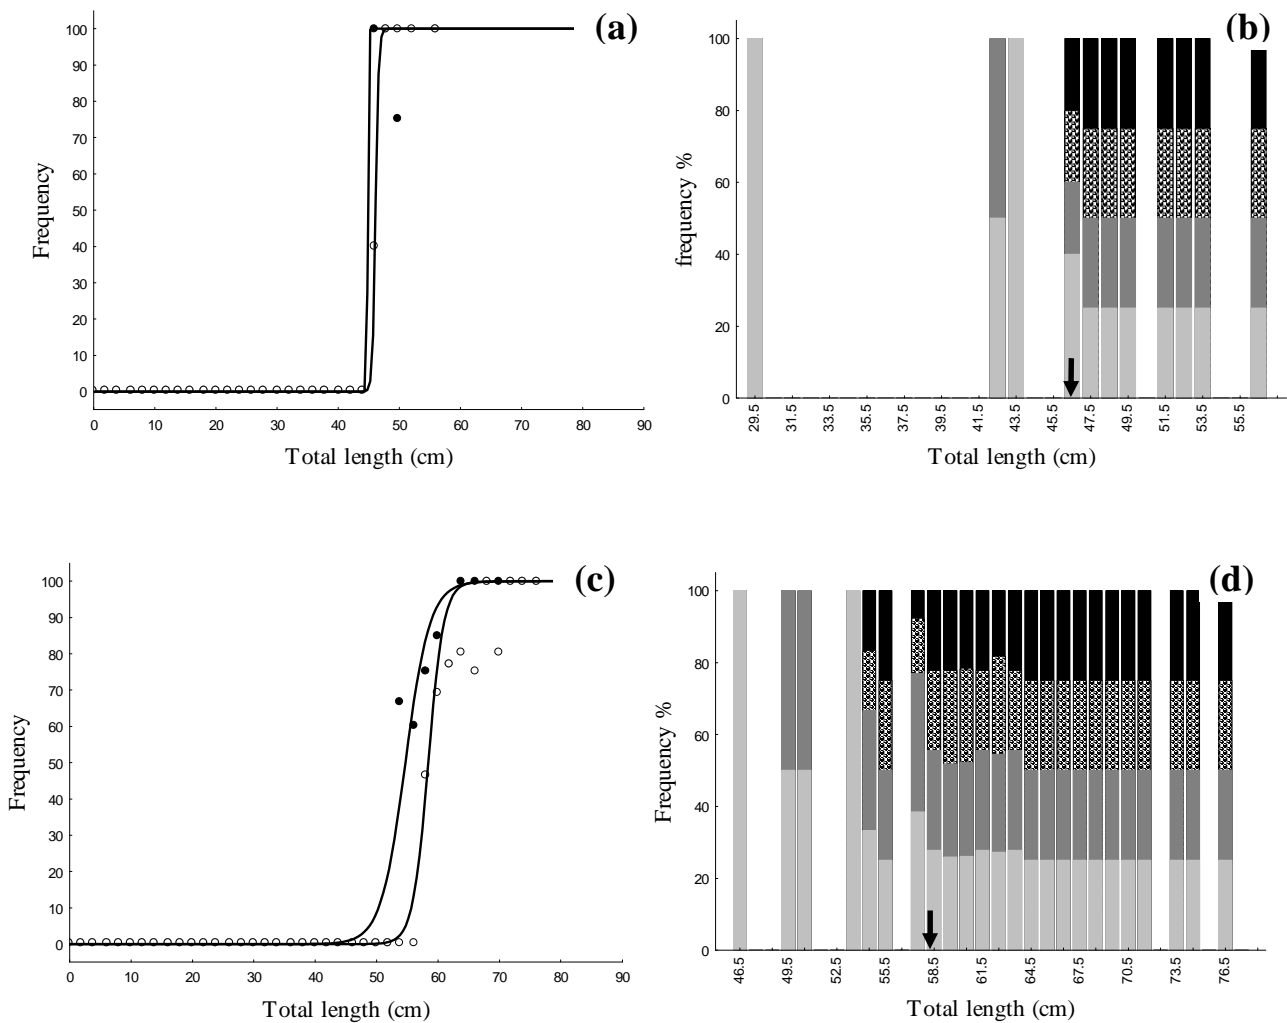 (a)
100
90
80
70
60
50
40
30
20
10
0
Frequency
0 10 20 30 40 50 60 70 80 90
Total length (cm)
(b)
100
80
60
40
20
0
frequency %
29.5 31.5 33.5 35.5 37.5 39.5 41.5 43.5 45.5 47.5 49.5 51.5 53.5 55.5
Total length (cm)
(c)
100
90
80
70
60
50
40
30
20
10
0
Frequency
0 10 20 30 40 50 60 70 80 90
Total length (cm)
(d)
100
80
60
40
20
0
Frequency %
46.5 49.5 52.5 55.5 58.5 61.5 64.5 67.5 70.5 73.5 76.5
Total length (cm)